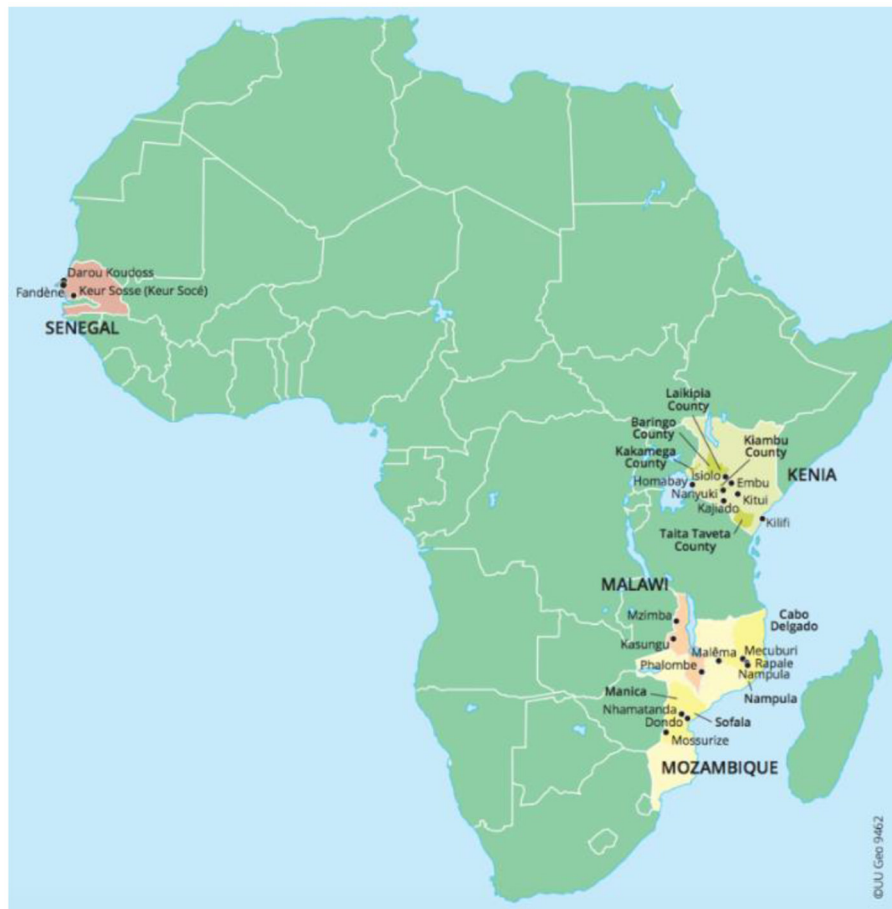 Darou Koudoss
Fandène
Keur Sosse (Keur Socé)
SENEGAL
Laikipia
County
Baringo
County
Kiambu
County
Kakamega
County
Isiolo
Homabay
Embu
KENIA
Nanyuki
Kitui
Kajiado
Kilifi
Taita Taveta
County
MALAWI
Mzimba
Cabo
Delgado
Kasungu
Malêma
Mecuburi
Phalombe
Rapale
Nampula
Manica
Nampula
Nhamatanda
Dondo
Sofala
Mossurize
MOZAMBIQUE
©UU Geo 9462